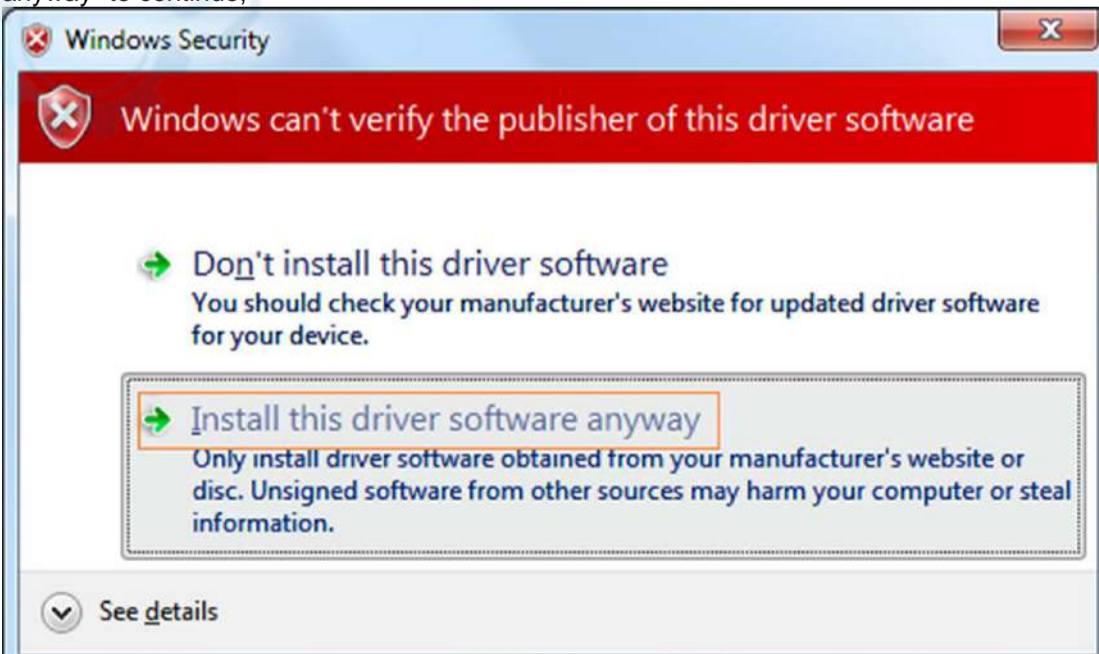 anyway" to continue;
Windows Security
Windows can't verify the publisher of this driver software
Don't install this driver software
You should check your manufacturer's website for updated driver software
for your device.
Install this driver software anyway
Only install driver software obtained from your manufacturer's website or
disc. Unsigned software from other sources may harm your computer or steal
information.
See details